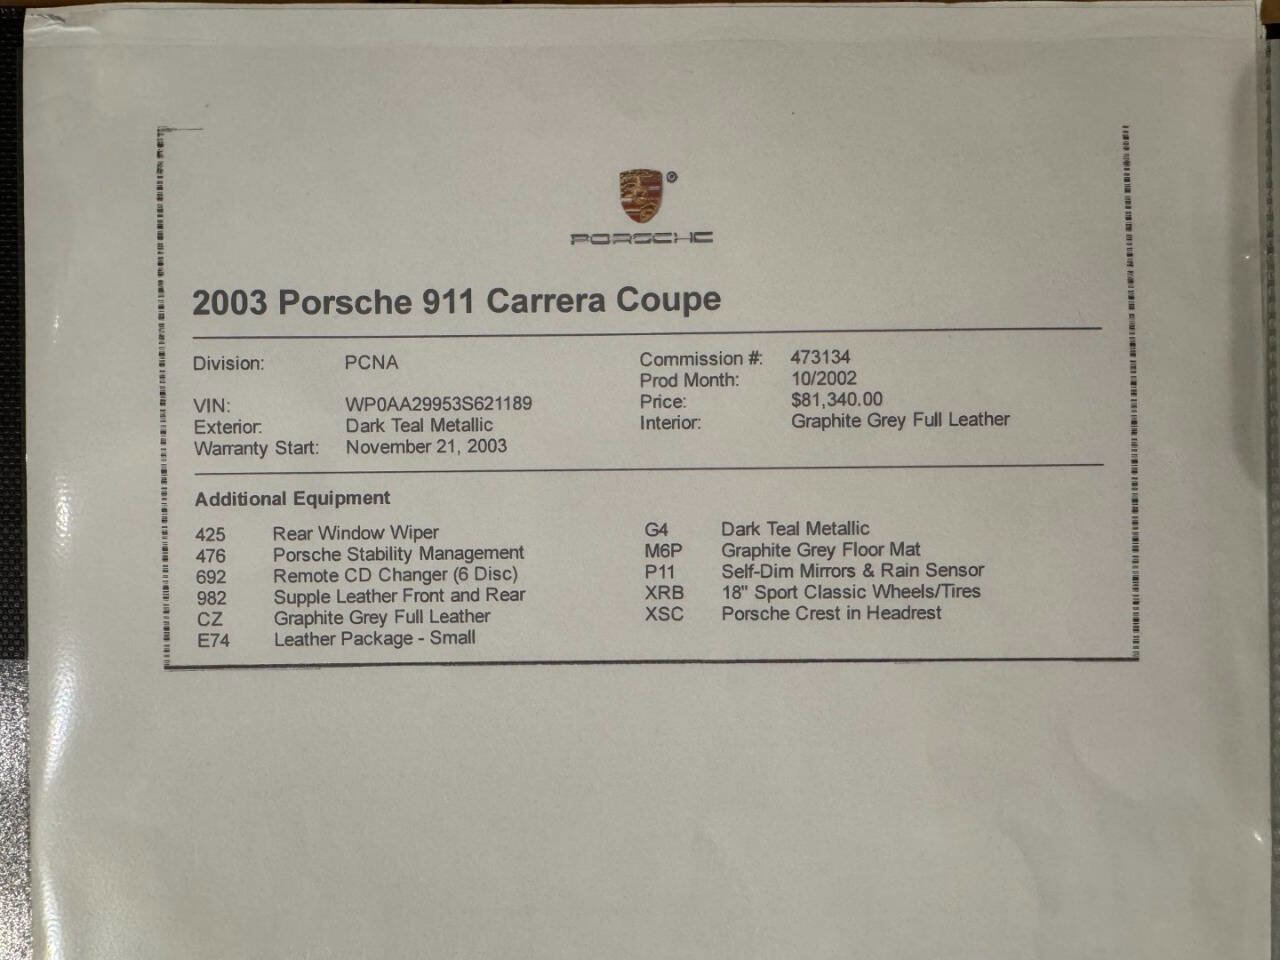 ®
PORSCHE
2003 Porsche 911 Carrera Coupe
Division: PCNA
Commission #: 473134
Prod Month: 10/2002
VIN: WP0AA29953S621189
Price: $81,340.00
Exterior: Dark Teal Metallic
Interior: Graphite Grey Full Leather
Warranty Start: November 21, 2003
Additional Equipment
425 Rear Window Wiper
476 Porsche Stability Management
692 Remote CD Changer (6 Disc)
982 Supple Leather Front and Rear
CZ Graphite Grey Full Leather
E74 Leather Package - Small
G4 Dark Teal Metallic
M6P Graphite Grey Floor Mat
P11 Self-Dim Mirrors & Rain Sensor
XRB 18" Sport Classic Wheels/Tires
XSC Porsche Crest in Headrest